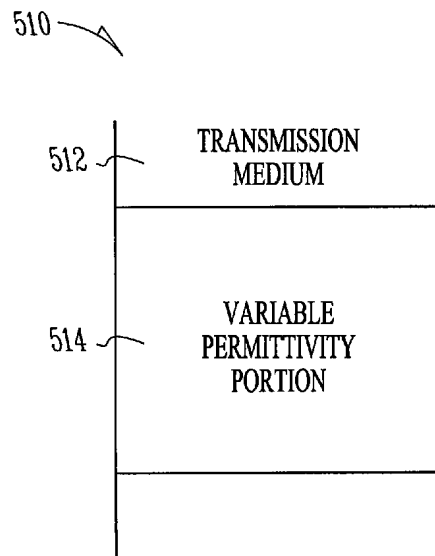 510
512
TRANSMISSION
MEDIUM
514
VARIABLE
PERMITTIVITY
PORTION